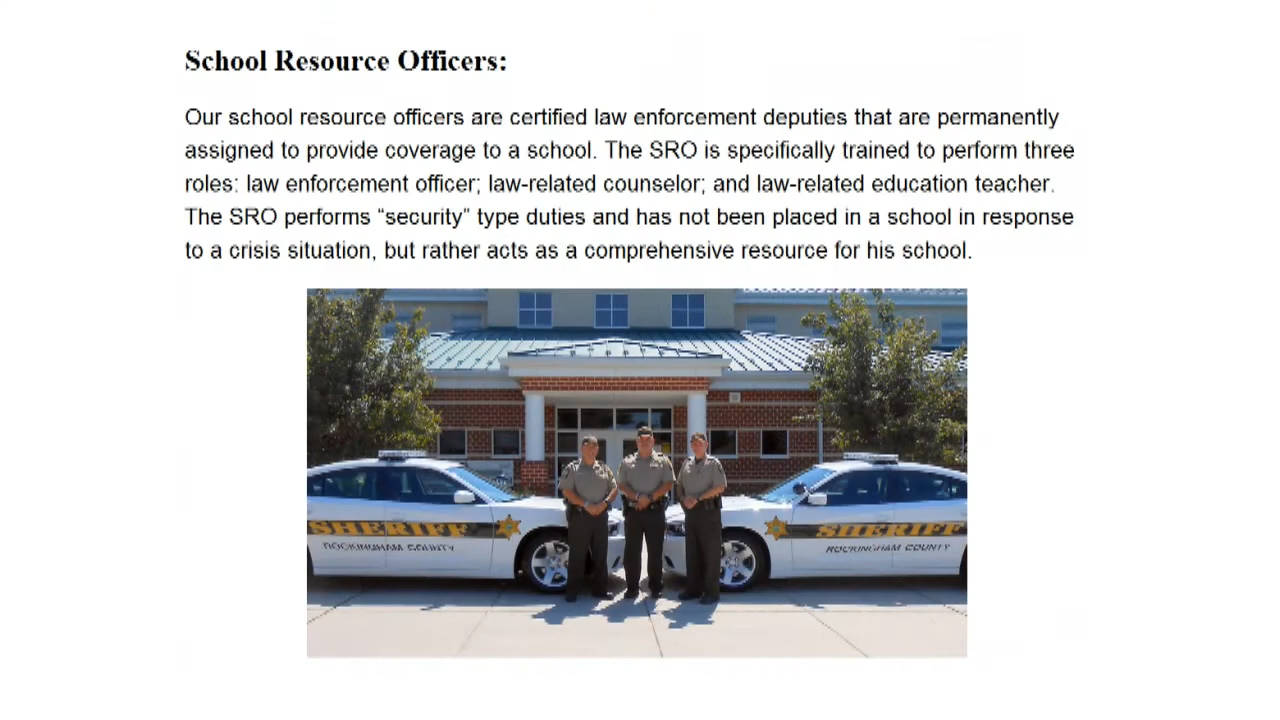 School Resource Officers:
Our school resource officers are certified law enforcement deputies that are permanently
assigned to provide coverage to a school. The SRO is specifically trained to perform three
roles: law enforcement officer; law-related counselor; and law-related education teacher.
The SRO performs “security” type duties and has not been placed in a school in response
to a crisis situation, but rather acts as a comprehensive resource for his school.
SHERIFF SHERIFF
ROCKINGHAM COUNTY ROCKINGHAM COUNTY